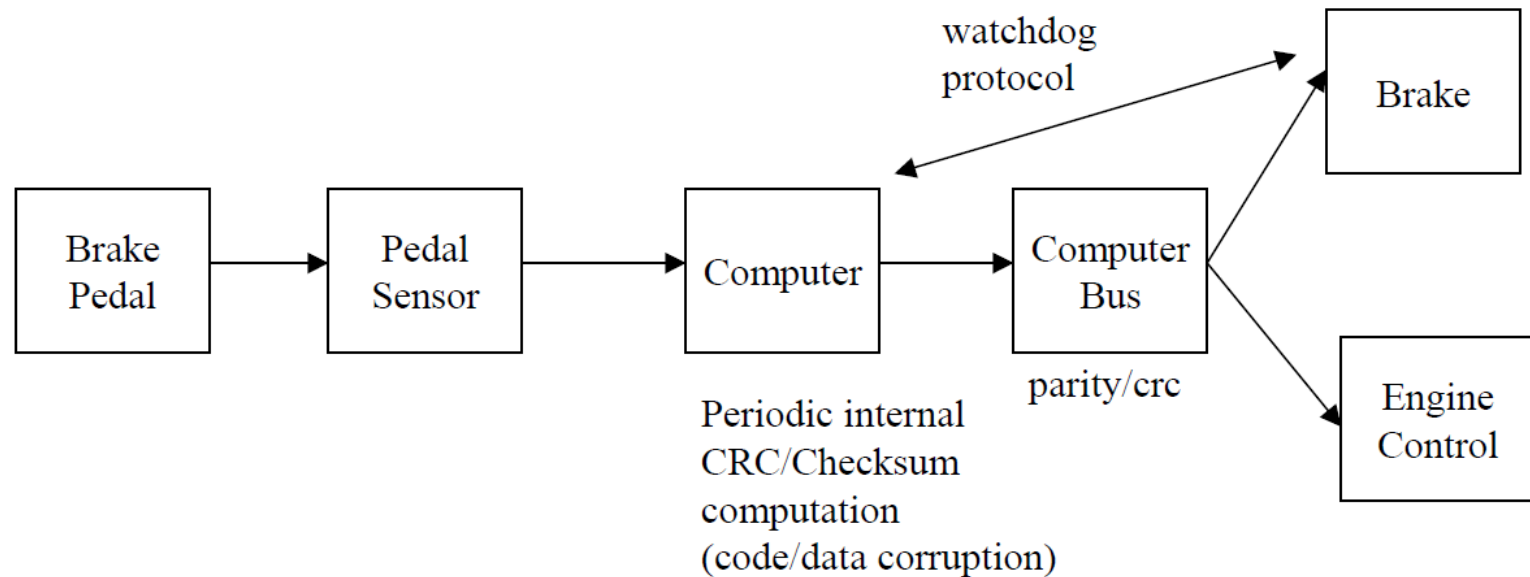 watchdog
protocol
Brake
Brake
Pedal
Pedal
Sensor
Computer
Computer
Bus
parity/crc
Engine
Control
Periodic internal
CRC/Checksum
computation
(code/data corruption)